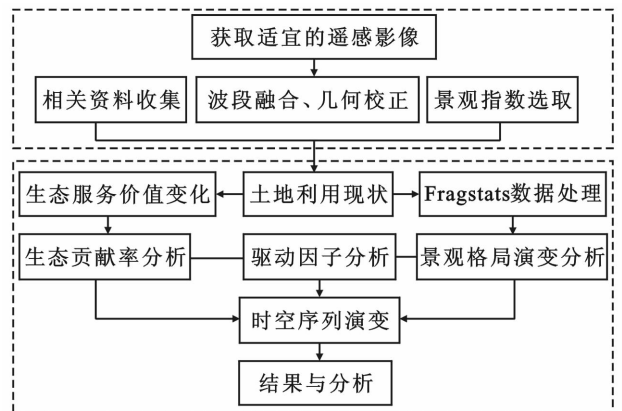 获取适宜的遥感影像
相关资料收集
波段融合、几何校正
景观指数选取
生态服务价值变化
土地利用现状
Fragstats数据处理
生态贡献率分析
驱动因子分析
景观格局演变分析
时空序列演变
结果与分析